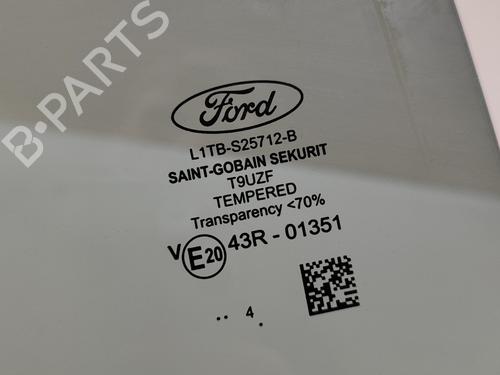 B-PARTS
Ford
L1TB-S25712-B
SAINT-GOBAIN SEKURIT
T9UZF
TEMPERED
Transparency <70%
V E20 43R - 01351
.. 4 .